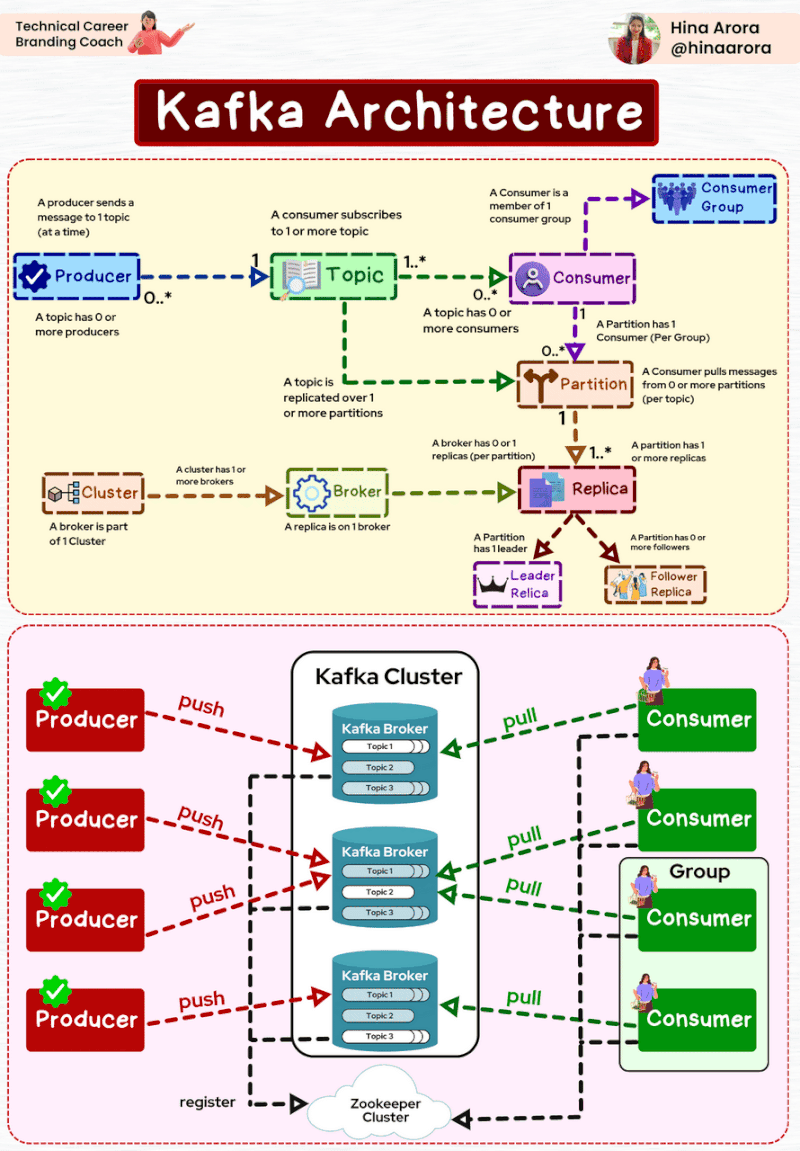 Technical Career
Branding Coach
Hina Arora
@hinaarora
Kafka Architecture
A producer sends a
message to 1 topic
(at a time)
A consumer subscribes
to 1 or more topic
A Consumer is a
member of 1
consumer group
Consumer
Group
Producer
1
0..*
Topic
1..*
0..*
Consumer
A topic has 0 or
more producers
A topic has 0 or
more consumers
1
A Partition has 1
Consumer (Per Group)
0..*
A topic is
replicated over 1
or more partitions
Partition
A Consumer pulls messages
from 0 or more partitions
(per topic)
1
1..*
A broker has 0 or 1
replicas (per partition)
A partition has 1
or more replicas
Cluster
A cluster has 1 or
more brokers
Broker
Replica
A broker is part
of 1 Cluster
A replica is on 1 broker
A Partition
has 1 leader
A Partition has 0 or
more followers
Leader
Relica
Follower
Replica
Kafka Cluster
Producer
push
Kafka Broker
Topic 1
Topic 2
Topic 3
pull
Consumer
Producer
push
Kafka Broker
Topic 1
Topic 2
Topic 3
pull
Consumer
Group
Producer
push
pull
Consumer
Producer
push
Kafka Broker
Topic 1
Topic 2
Topic 3
pull
Consumer
register
Zookeeper
Cluster